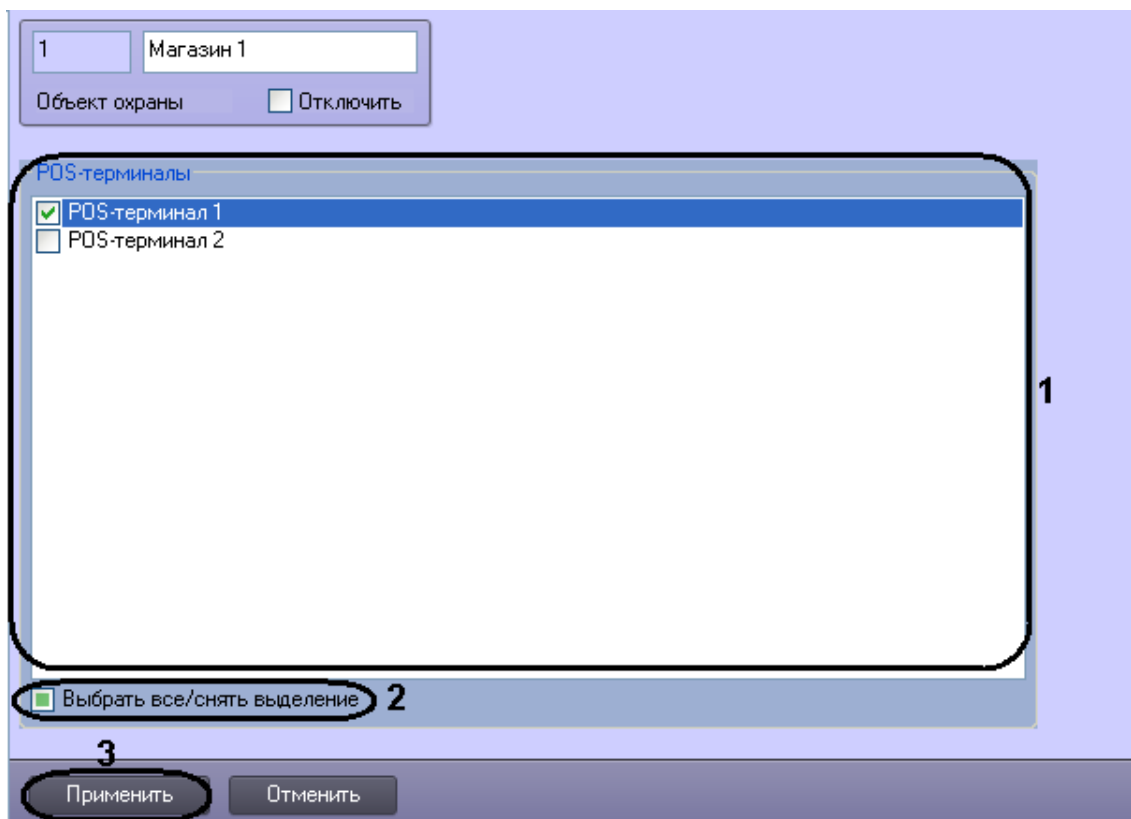 1 Магазин 1
Объект охраны Отключить
POS-терминалы
POS-терминал 1
POS-терминал 2
1
Выбрать все/снять выделение 2
3
Применить Отменить